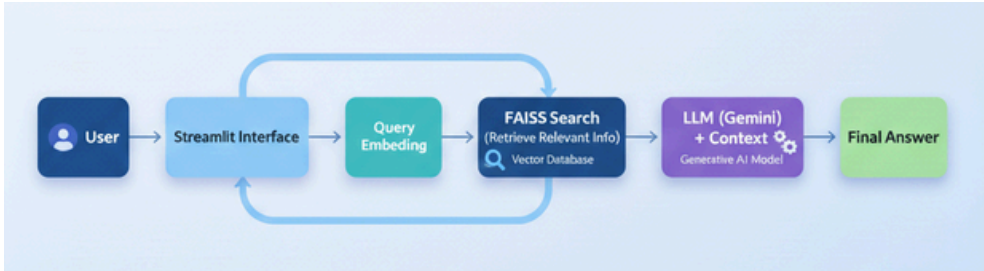 User
Streamlit Interface
Query
Embeding
FAISS Search
(Retrieve Relevant Info)
Vector Database
LLM (Gemini)
+ Context
Generative AI Model
Final Answer